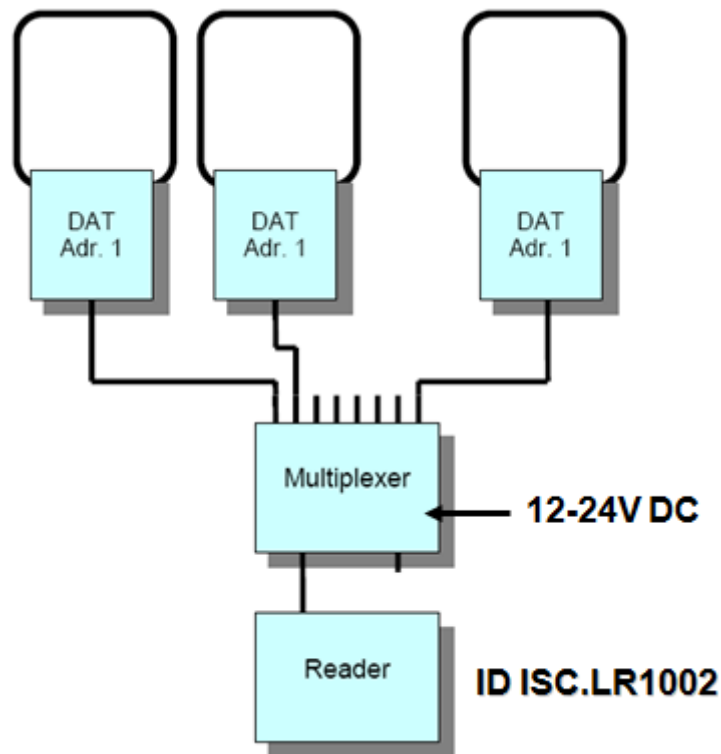 DAT
Adr. 1
DAT
Adr. 1
DAT
Adr. 1
Multiplexer
12-24V DC
Reader
ID ISC.LR1002